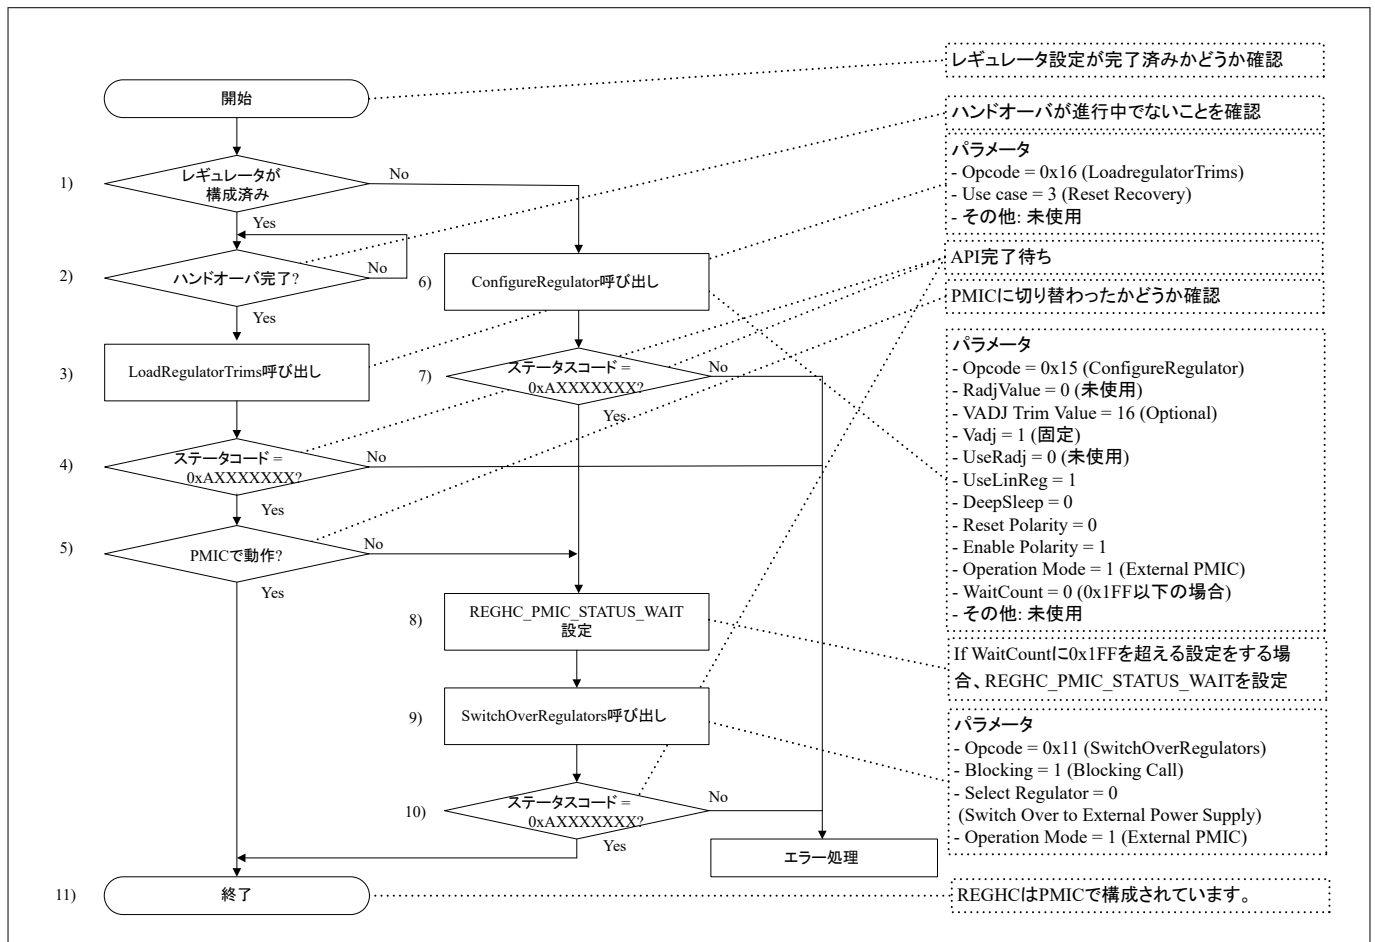 開始
1)
レギュレータが
構成済み
No
Yes
2)
ハンドオーバ完了?
No
Yes
3)
LoadRegulatorTrims呼び出し
4)
ステータコード =
0xAXXXXXXX?
No
Yes
5)
PMICで動作?
No
Yes
6)
ConfigureRegulator呼び出し
7)
ステータスコード =
0xAXXXXXXX?
No
Yes
8)
REGHC_PMIC_STATUS_WAIT
設定
9)
SwitchOverRegulators呼び出し
10)
ステータスコード =
0xAXXXXXXX?
No
Yes
エラー処理
11)
終了
レギュレータ設定が完了済みかどうか確認
ハンドオーバが進行中でないことを確認
パラメータ
- Opcode = 0x16 (LoadregulatorTrims)
- Use case = 3 (Reset Recovery)
- その他: 未使用
API完了待ち
PMICに切り替わったかどうか確認
パラメータ
- Opcode = 0x15 (ConfigureRegulator)
- RadjValue = 0 (未使用)
- VADJ Trim Value = 16 (Optional)
- Vadj = 1 (固定)
- UseRadj = 0 (未使用)
- UseLinReg = 1
- DeepSleep = 0
- Reset Polarity = 0
- Enable Polarity = 1
- Operation Mode = 1 (External PMIC)
- WaitCount = 0 (0x1FF以下の場合)
- その他: 未使用
If WaitCountに0x1FFを超える設定をする場
合、REGHC_PMIC_STATUS_WAITを設定
パラメータ
- Opcode = 0x11 (SwitchOverRegulators)
- Blocking = 1 (Blocking Call)
- Select Regulator = 0
(Switch Over to External Power Supply)
- Operation Mode = 1 (External PMIC)
REGHCはPMICで構成されています。